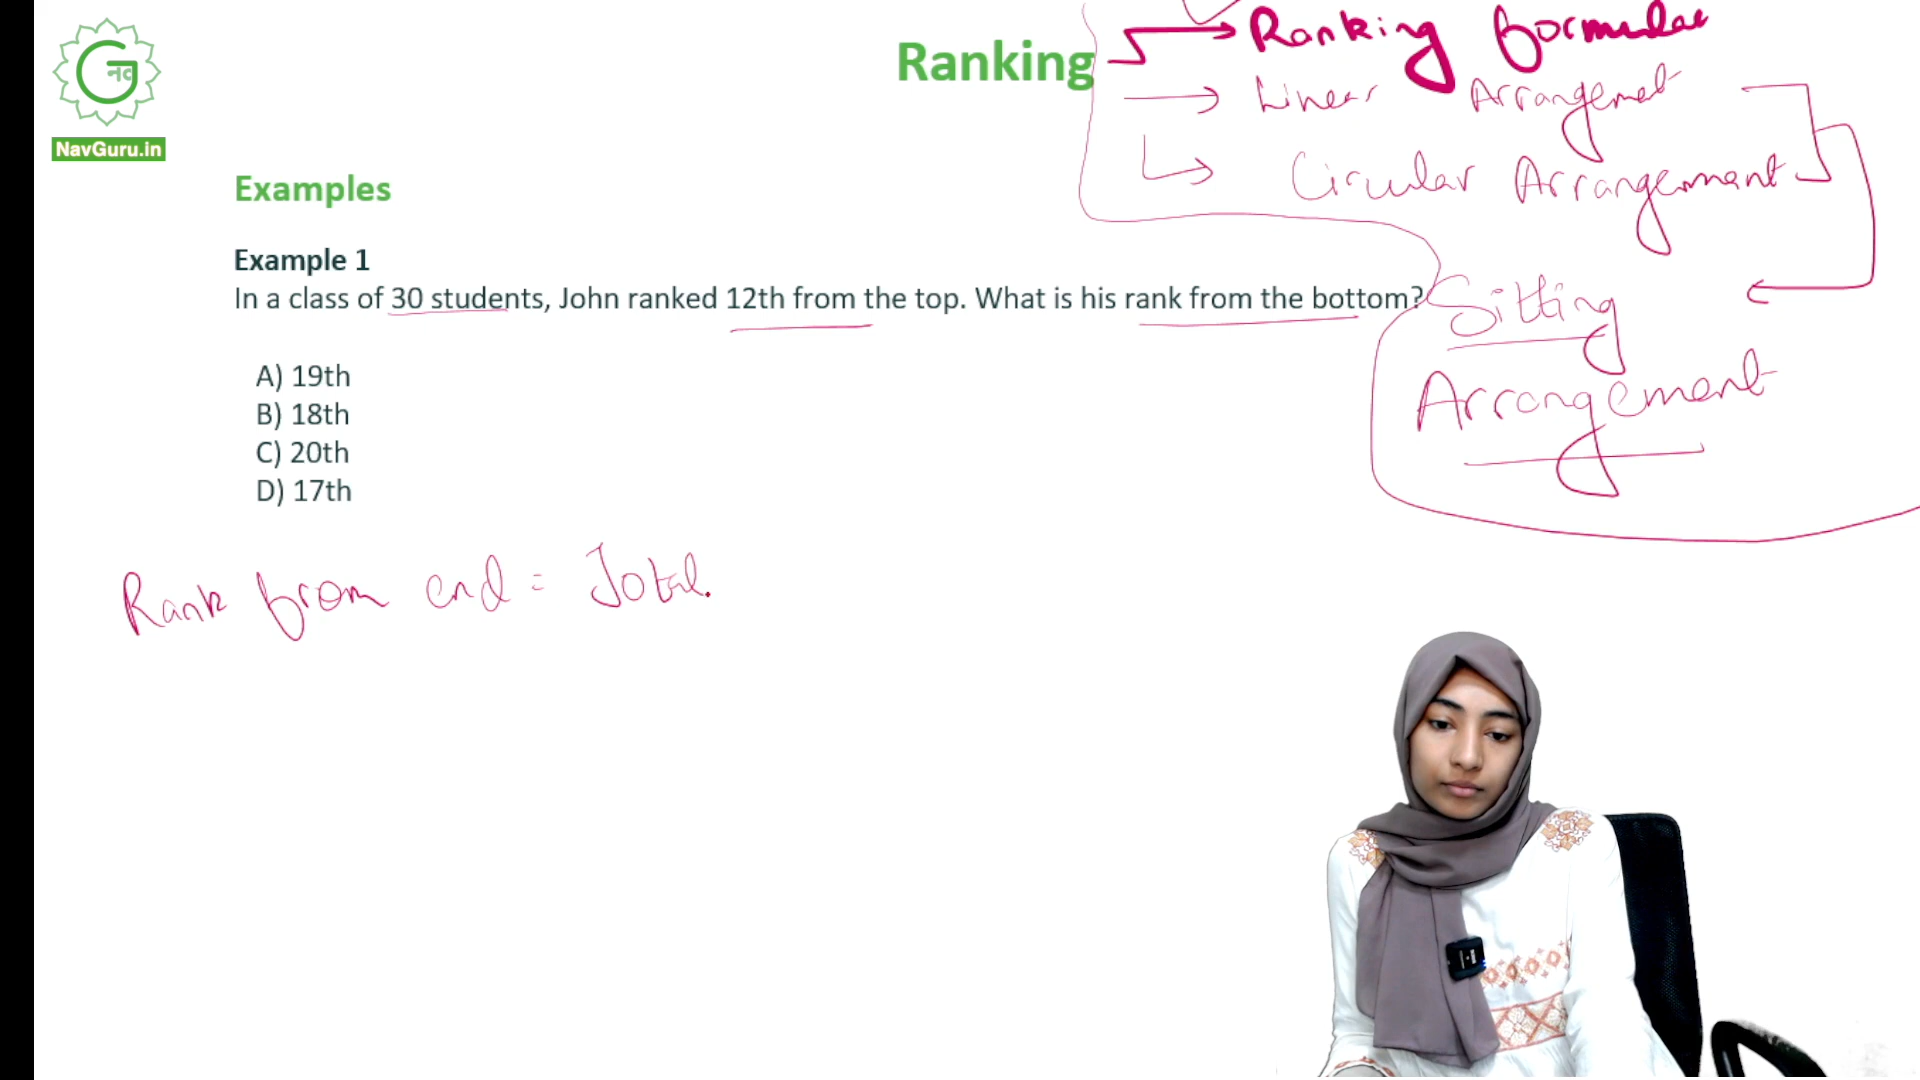 Ranking
Ranking formulae
Linear Arrangement
Circular Arrangement
Sitting
Arrangement
नव
NavGuru.in
Examples
Example 1
In a class of 30 students, John ranked 12th from the top. What is his rank from the bottom?
A) 19th
B) 18th
C) 20th
D) 17th
Rank from end = Total